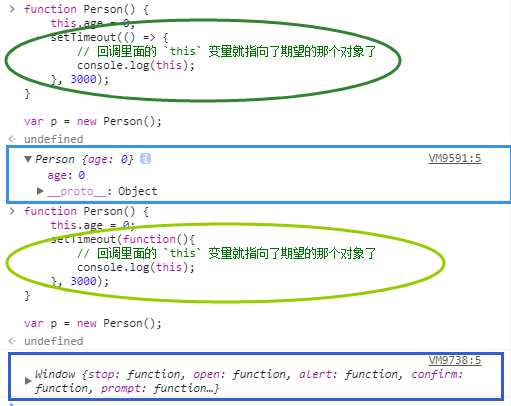 function Person() {
this.age = 0;
setTimeout(() => {
// 回调里面的 `this` 变量就指向了期望的那个对象了
console.log(this);
}, 3000);
}
var p = new Person();
undefined
Person {age: 0} VM9591:5
age: 0
__proto__: Object
function Person() {
this.age = 0;
setTimeout(function(){
// 回调里面的 `this` 变量就指向了期望的那个对象了
console.log(this);
}, 3000);
}
var p = new Person();
undefined
VM9738:5
Window {stop: function, open: function, alert: function, confirm:
function, prompt: function…}